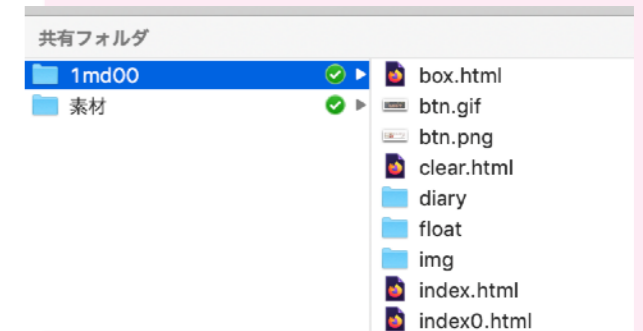 共有フォルダ
1md00
素材
box.html
btn.gif
btn.png
clear.html
diary
float
img
index.html
index0.html